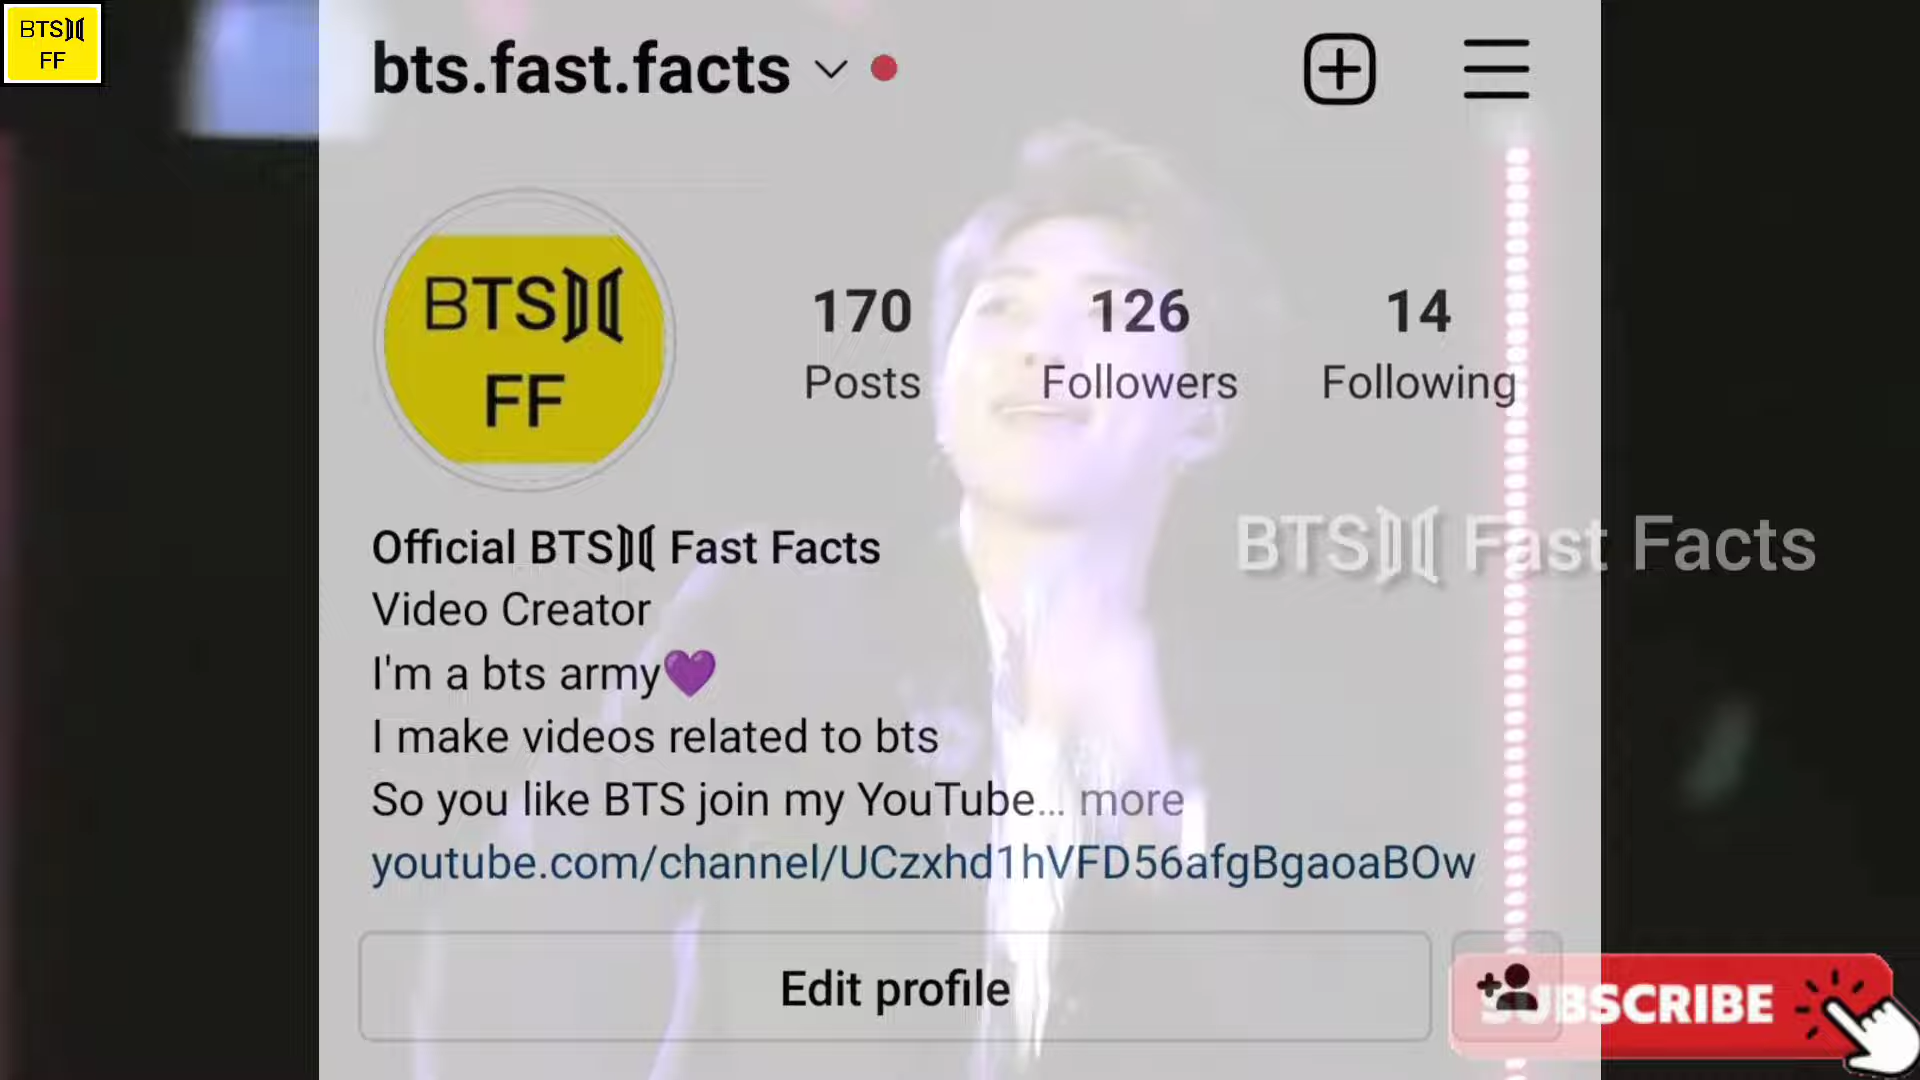 BTS
FF
bts.fast.facts
BTS
FF
170
Posts
126
Followers
14
Following
Official BTS Fast Facts
Video Creator
I'm a bts army💜
I make videos related to bts
So you like BTS join my YouTube... more
youtube.com/channel/UCzxhd1hVFD56afgBgaoaBOw
BTS Fast Facts
Edit profile
SUBSCRIBE